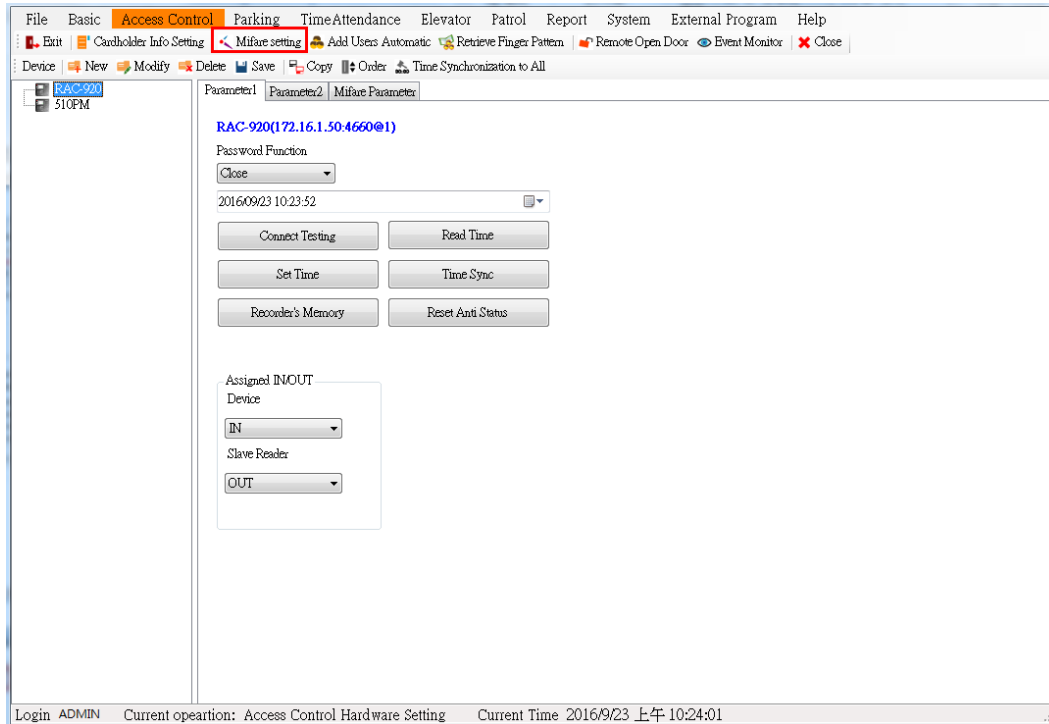 File Basic Access Control Parking TimeAttendance Elevator Patrol Report System External Program Help
Exit Cardholder Info Setting Mifare setting Add Users Automatic Retrieve Finger Pattern Remote Open Door Event Monitor Close
Device New Modify Delete Save Copy Order Time Synchronization to All
RAC-920
510PM
Parameter1 Parameter2 Mifare Parameter
RAC-920(172.16.1.50:4660@1)
Password Function
Close
2016/09/23 10:23:52
Connect Testing Read Time
Set Time Time Sync
Recorder's Memory Reset Anti Status
Assigned IN/OUT
Device
IN
Slave Reader
OUT
Login ADMIN Current opeartion: Access Control Hardware Setting Current Time 2016/9/23 上午 10:24:01